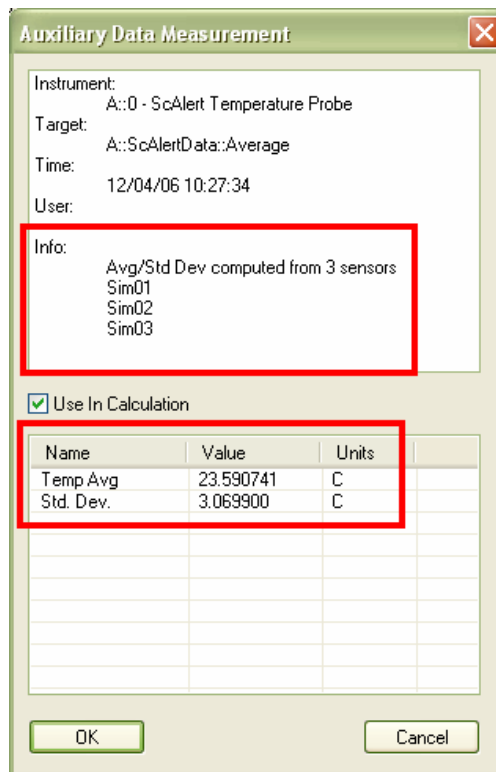 Auxiliary Data Measurement
Instrument:
A::0 - ScAlert Temperature Probe
Target:
A::ScAlertData::Average
Time:
12/04/06 10:27:34
User:
Info:
Avg/Std Dev computed from 3 sensors
Sim01
Sim02
Sim03
Use In Calculation
Name Value Units
Temp Avg 23.590741 C
Std. Dev. 3.069900 C
OK Cancel